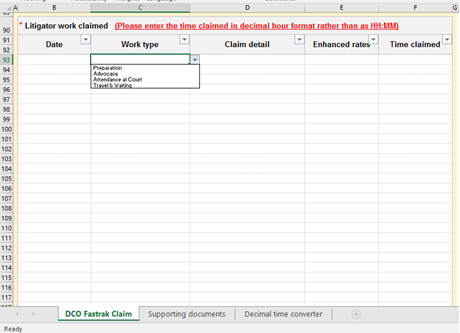 A B C D E F
90 * Litigator work claimed (Please enter the time claimed in decimal hour format rather than as HH:MM)
91
92 Date Work type Claim detail Enhanced rates Time claimed
93
Preparation
94 Advocacy
95 Attendance at Court
Travel & Waiting
96
97
98
99
100
101
102
103
104
105
106
107
108
109
110
111
112
113
114
115
116
117
DCO Fastrak Claim Supporting documents Decimal time converter
Ready